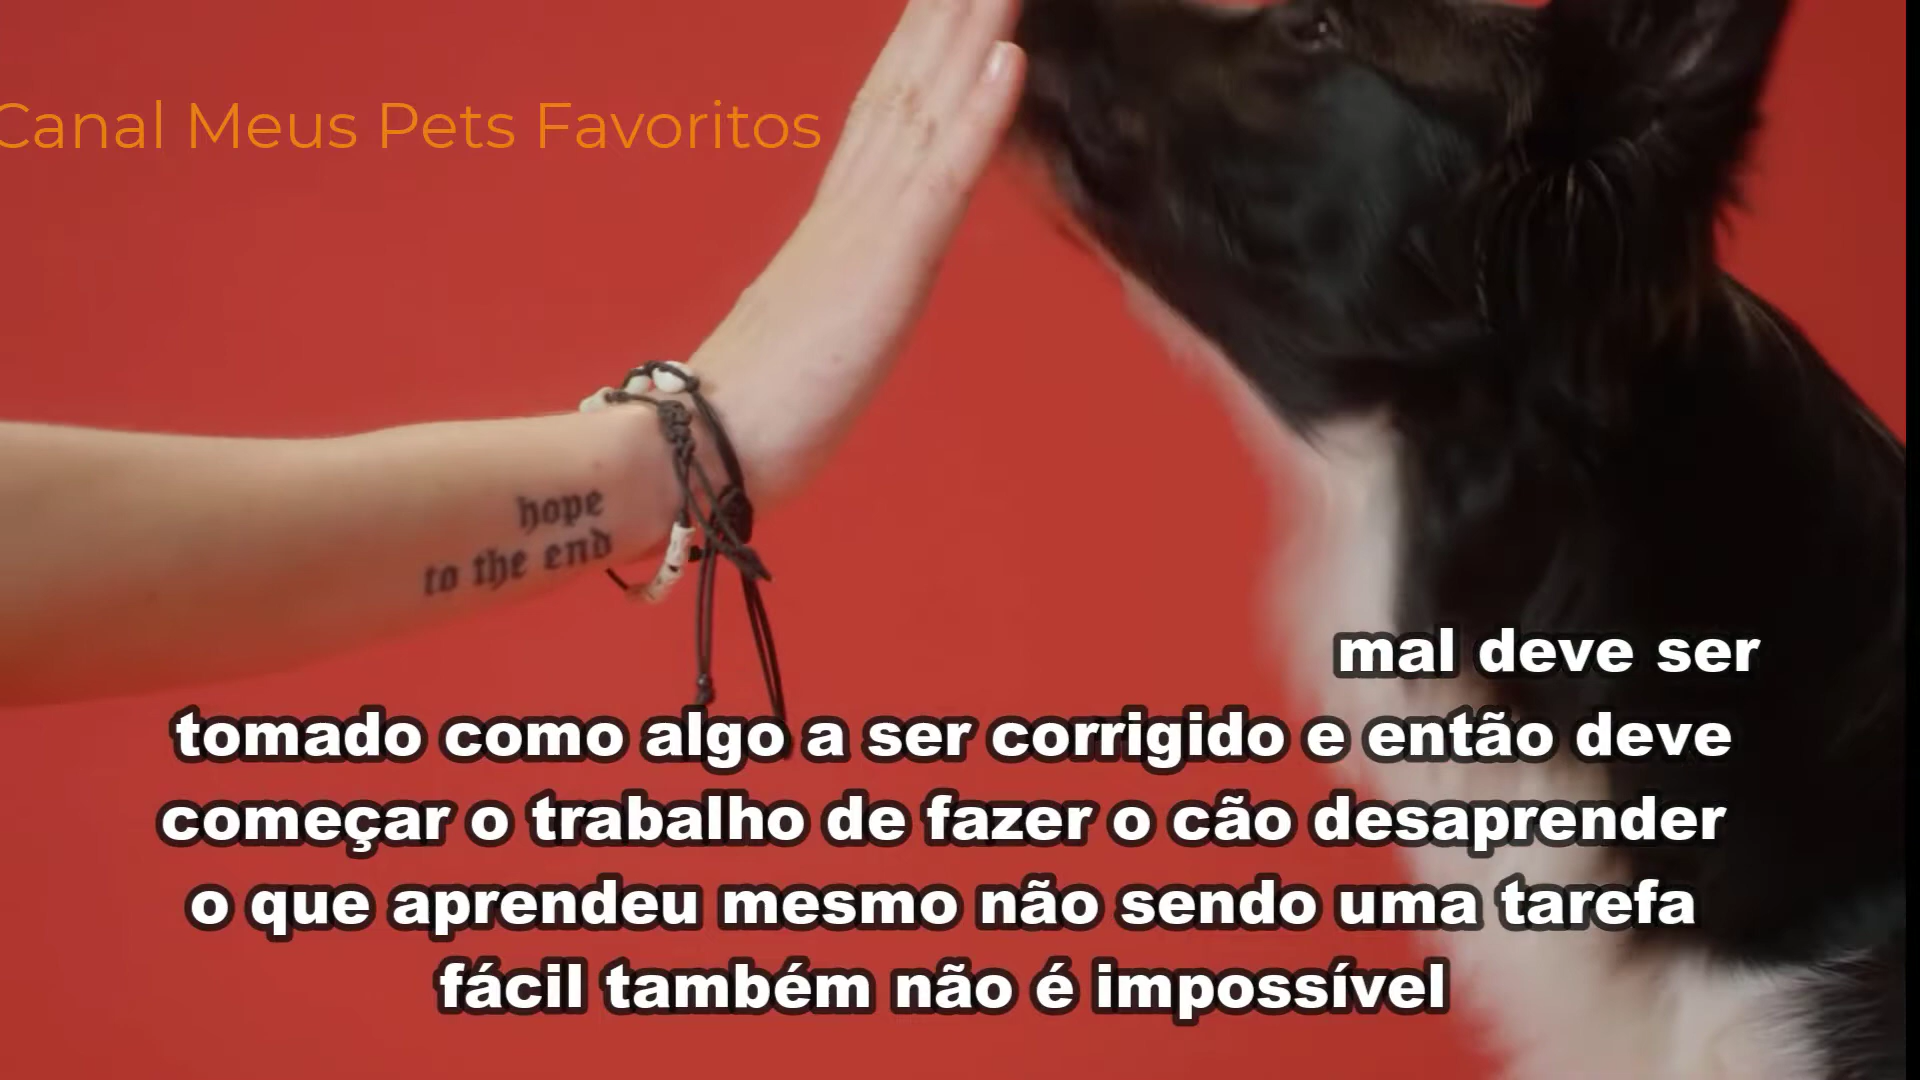 Canal Meus Pets Favoritos
hope
to the end
mal deve ser
tomado como algo a ser corrigido e então deve
começar o trabalho de fazer o cão desaprender
o que aprendeu mesmo não sendo uma tarefa
fácil também não é impossível